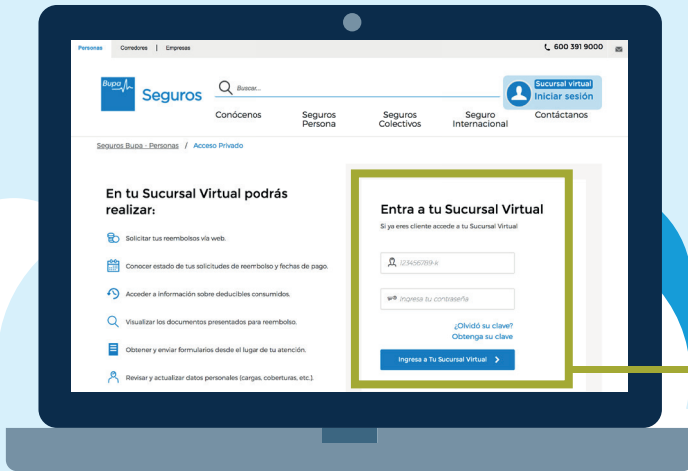 Personas Corredores | Empresas 600 391 9000
Bupa Seguros
Buscar...
Sucursal virtual
Iniciar sesión
Conócenos Seguros Persona Seguros Colectivos Seguro Internacional Contáctanos
Seguros Bupa - Personas / Acceso Privado
En tu Sucursal Virtual podrás
realizar:
Solicitar tus reembolsos vía web.
Conocer estado de tus solicitudes de reembolso y fechas de pago.
Acceder a información sobre deducibles consumidos.
Visualizar los documentos presentados para reembolso.
Obtener y enviar formularios desde el lugar de tu atención.
Revisar y actualizar datos personales (cargas, coberturas, etc.).
Entra a tu Sucursal Virtual
Si ya eres cliente accede a tu Sucursal Virtual
123456789-k
Ingresa tu contraseña
¿Olvidó su clave?
Obtenga su clave
Ingresa a Tu Sucursal Virtual